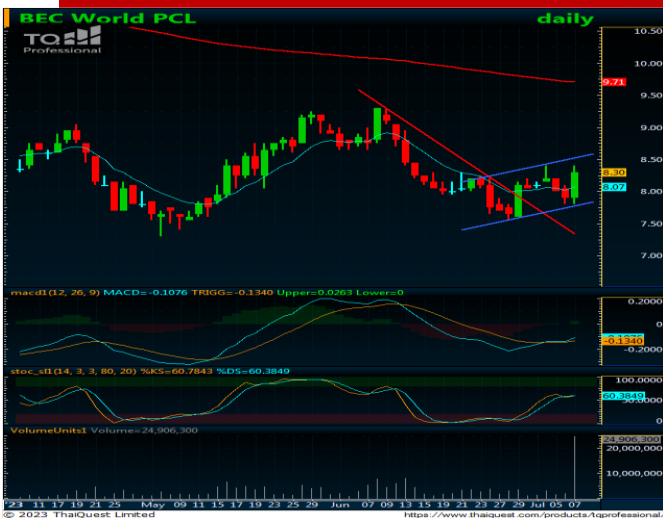 BEC World PCL daily
TQ
Professional
10.50
10.00
9.71
9.50
9.00
8.50
8.30
8.07
8.00
7.50
7.00
macd1(12, 26, 9) MACD=-0.1076 TRIGG=-0.1340 Upper=0.0263 Lower=0
0.2000
0
-0.1340
-0.2000
stoc_sl1(14, 3, 3, 80, 20) %KS=60.7843 %DS=60.3849
100.0000
60.3849
0
VolumeUnits1 Volume=24,906,300
24,906,300
20,000,000
10,000,000
'23 11 17 19 21 25 May 09 11 15 17 19 23 25 29 Jun 07 09 13 15 19 21 23 27 29 Jul 05 07
© 2023 ThaiQuest Limited https://www.thaiquest.com/products/tqprofessional.